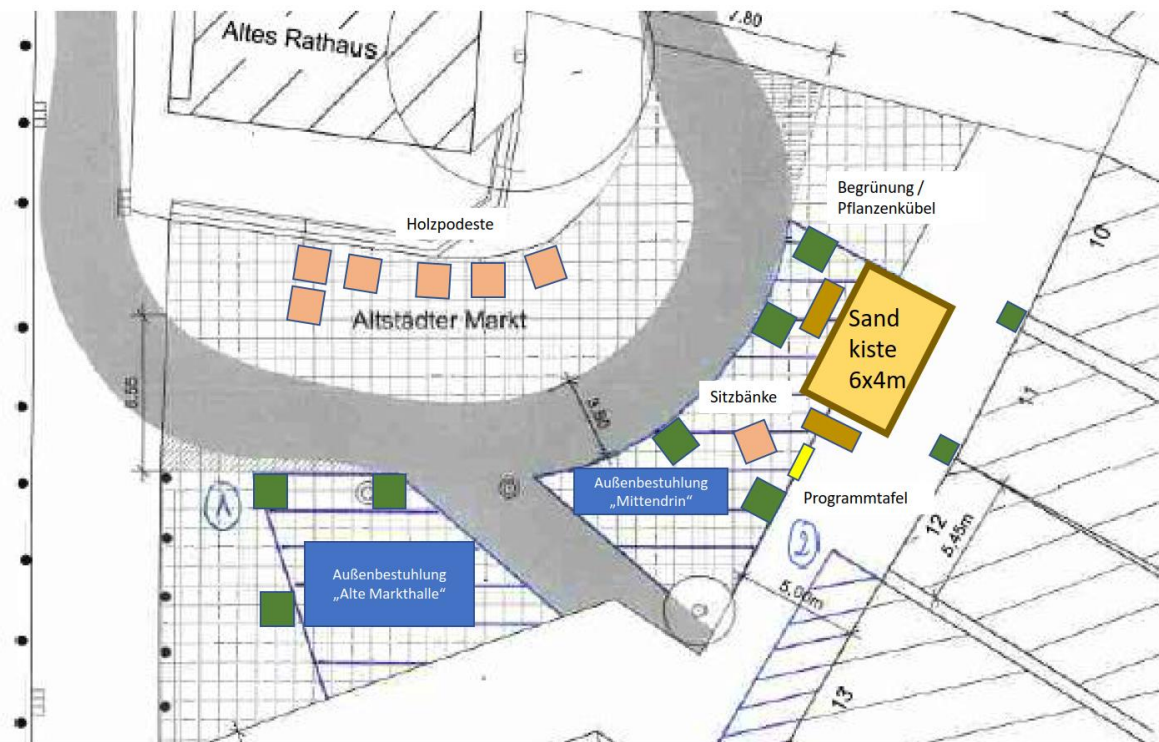 7.80
Altes Rathaus
Begrünung /
Pflanzenkübel
Holzpodeste
10
Altstädter Markt
Sand
kiste
6x4m
6.55
3.50
11
Sitzbänke
Außenbestuhlung
„Mittendrin“
Programmtafel
1
12
5,45m
2
Außenbestuhlung
„Alte Markthalle“
5,00m
13